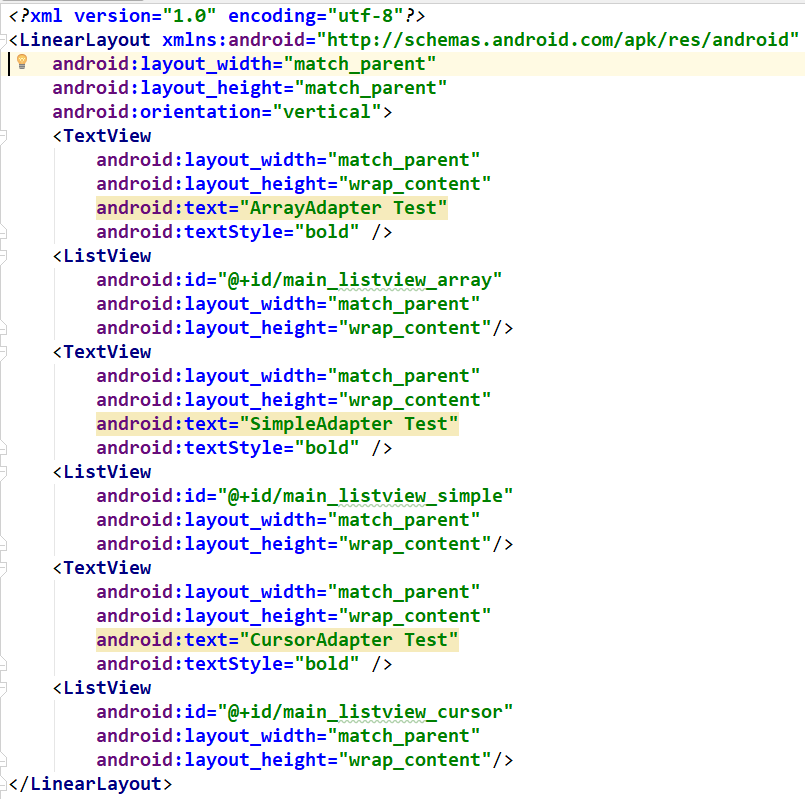 <?xml version="1.0" encoding="utf-8"?>
<LinearLayout xmlns:android="http://schemas.android.com/apk/res/android"
    android:layout_width="match_parent"
    android:layout_height="match_parent"
    android:orientation="vertical">
    <TextView
        android:layout_width="match_parent"
        android:layout_height="wrap_content"
        android:text="ArrayAdapter Test"
        android:textStyle="bold" />
    <ListView
        android:id="@+id/main_listview_array"
        android:layout_width="match_parent"
        android:layout_height="wrap_content"/>
    <TextView
        android:layout_width="match_parent"
        android:layout_height="wrap_content"
        android:text="SimpleAdapter Test"
        android:textStyle="bold" />
    <ListView
        android:id="@+id/main_listview_simple"
        android:layout_width="match_parent"
        android:layout_height="wrap_content"/>
    <TextView
        android:layout_width="match_parent"
        android:layout_height="wrap_content"
        android:text="CursorAdapter Test"
        android:textStyle="bold" />
    <ListView
        android:id="@+id/main_listview_cursor"
        android:layout_width="match_parent"
        android:layout_height="wrap_content"/>
</LinearLayout>